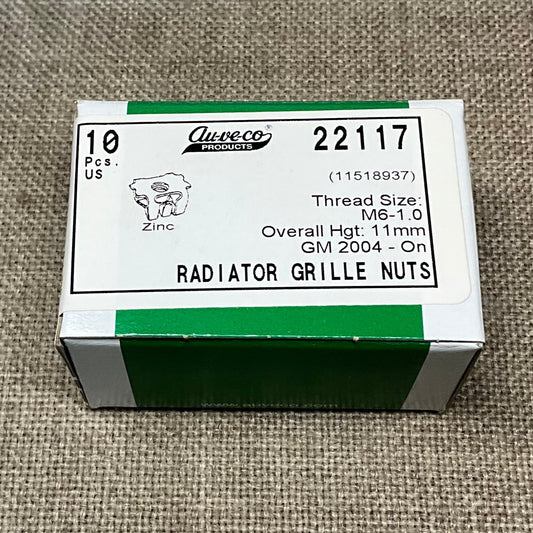 10
Pcs.
US
au-ve-co
PRODUCTS
22117
(11518937)
Zinc
Thread Size:
M6-1.0
Overall Hgt: 11mm
GM 2004 - On
RADIATOR GRILLE NUTS